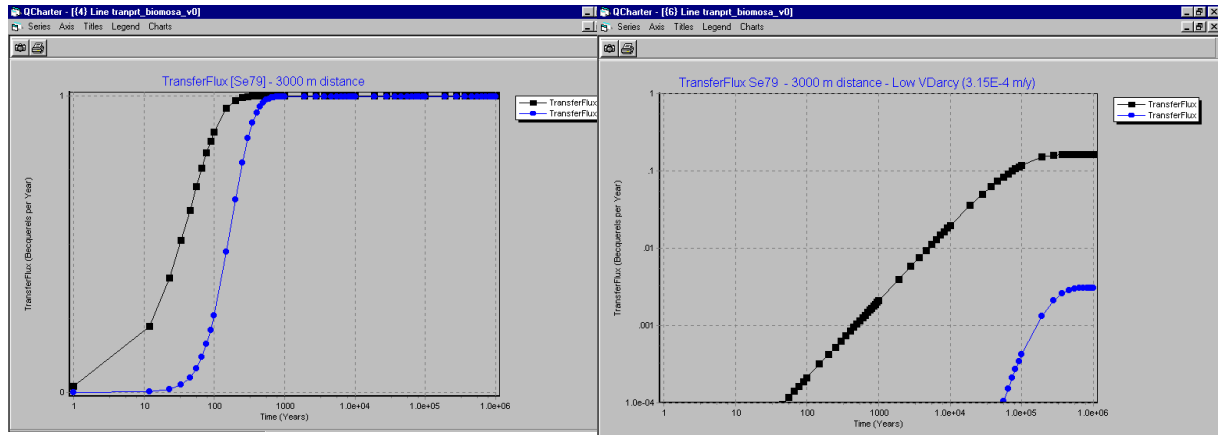 QCharter - [{4} Line tranprt_biomosa_v0]
Series Axis Titles Legend Charts
TransferFlux [Se79] - 3000 m distance
1
TransferFlux
TransferFlux
TransferFlux (Becquerels per Year)
0
1 10 100 1000 1.0e+04 1.0e+05 1.0e+06
Time (Years)
QCharter - [{6} Line tranprt_biomosa_v0]
Series Axis Titles Legend Charts
TransferFlux Se79 - 3000 m distance - Low VDarcy (3.15E-4 m/y)
1
TransferFlux
TransferFlux
.1
TransferFlux (Becquerels per Year)
.01
.001
1.0e-04
1 10 100 1000 1.0e+04 1.0e+05 1.0e+06
Time (Years)